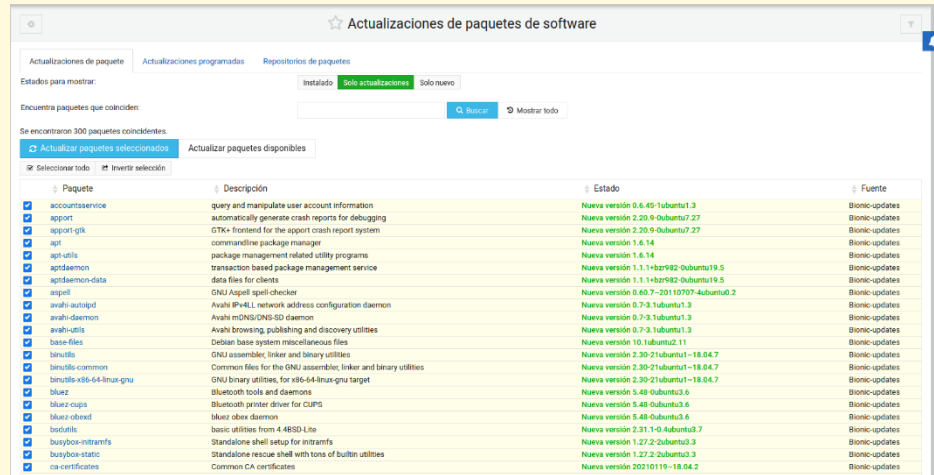 Actualizaciones de paquetes de software
Actualizaciones de paquete Actualizaciones programadas Repositorios de paquetes
Estados para mostrar: Instalado Solo actualizaciones Solo nuevo
Encuentra paquetes que coinciden: Buscar Mostrar todo
Se encontraron 300 paquetes coincidentes.
Actualizar paquetes seleccionados Actualizar paquetes disponibles
Seleccionar todo Invertir selección
Paquete Descripción Estado Fuente
accountsservice query and manipulate user account information Nueva versión 0.6.45-1ubuntu1.3 Bionic-updates
apport automatically generate crash reports for debugging Nueva versión 2.20.9-0ubuntu7.27 Bionic-updates
apport-gtk GTK+ frontend for the apport crash report system Nueva versión 2.20.9-0ubuntu7.27 Bionic-updates
apt commandline package manager Nueva versión 1.6.14 Bionic-updates
apt-utils package management related utility programs Nueva versión 1.6.14 Bionic-updates
aptdaemon transaction based package management service Nueva versión 1.1.1+bzr982-0ubuntu19.5 Bionic-updates
aptdaemon-data data files for clients Nueva versión 1.1.1+bzr982-0ubuntu19.5 Bionic-updates
aspell GNU Aspell spell-checker Nueva versión 0.60.7~20110707-4ubuntu0.2 Bionic-updates
avahi-autoipd Avahi IPv4LL network address configuration daemon Nueva versión 0.7-3.1ubuntu1.3 Bionic-updates
avahi-daemon Avahi mDNS/DNS-SD daemon Nueva versión 0.7-3.1ubuntu1.3 Bionic-updates
avahi-utils Avahi browsing, publishing and discovery utilities Nueva versión 0.7-3.1ubuntu1.3 Bionic-updates
base-files Debian base system miscellaneous files Nueva versión 10.1ubuntu2.11 Bionic-updates
binutils GNU assembler, linker and binary utilities Nueva versión 2.30-21ubuntu1~18.04.7 Bionic-updates
binutils-common Common files for the GNU assembler, linker and binary utilities Nueva versión 2.30-21ubuntu1~18.04.7 Bionic-updates
binutils-x86-64-linux-gnu GNU binary utilities, for x86-64-linux-gnu target Nueva versión 2.30-21ubuntu1~18.04.7 Bionic-updates
bluez Bluetooth tools and daemons Nueva versión 5.48-0ubuntu3.6 Bionic-updates
bluez-cups Bluetooth printer driver for CUPS Nueva versión 5.48-0ubuntu3.6 Bionic-updates
bluez-obexd bluez obex daemon Nueva versión 5.48-0ubuntu3.6 Bionic-updates
bsdutils basic utilities from 4.4BSD-Lite Nueva versión 2.31.1-0.4ubuntu3.7 Bionic-updates
busybox-initramfs Standalone shell setup for initramfs Nueva versión 1.27.2-2ubuntu3.3 Bionic-updates
busybox-static Standalone rescue shell with tons of builtin utilities Nueva versión 1.27.2-2ubuntu3.3 Bionic-updates
ca-certificates Common CA certificates Nueva versión 20210119~18.04.2 Bionic-updates